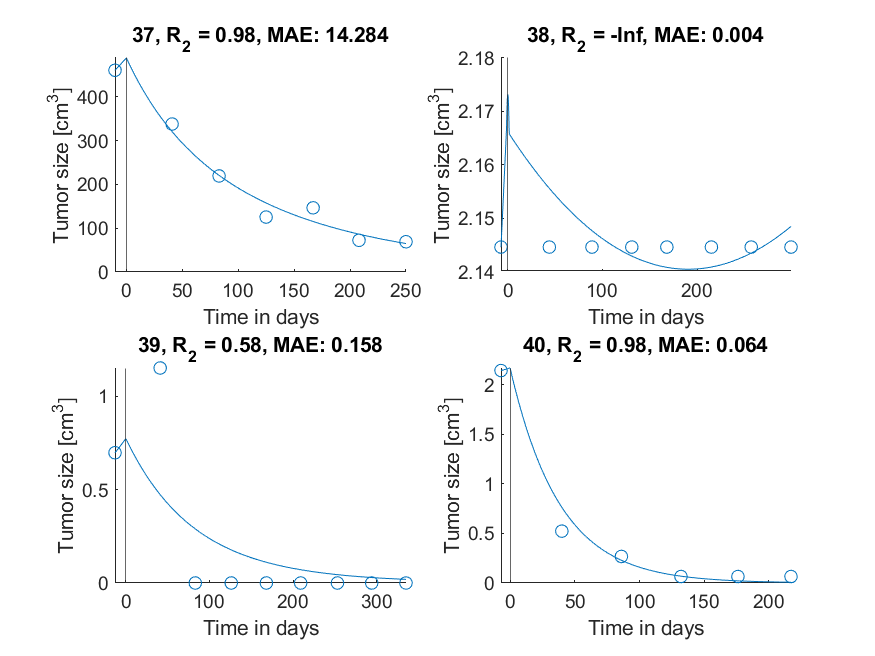 37, R2 = 0.98, MAE: 14.284
Tumor size [cm3]
400
300
200
100
0
0 50 100 150 200 250
Time in days
38, R2 = -Inf, MAE: 0.004
Tumor size [cm3]
2.18
2.17
2.16
2.15
2.14
0 100 200
Time in days
39, R2 = 0.58, MAE: 0.158
Tumor size [cm3]
1
0.5
0
0 100 200 300
Time in days
40, R2 = 0.98, MAE: 0.064
Tumor size [cm3]
2
1.5
1
0.5
0
0 50 100 150 200
Time in days